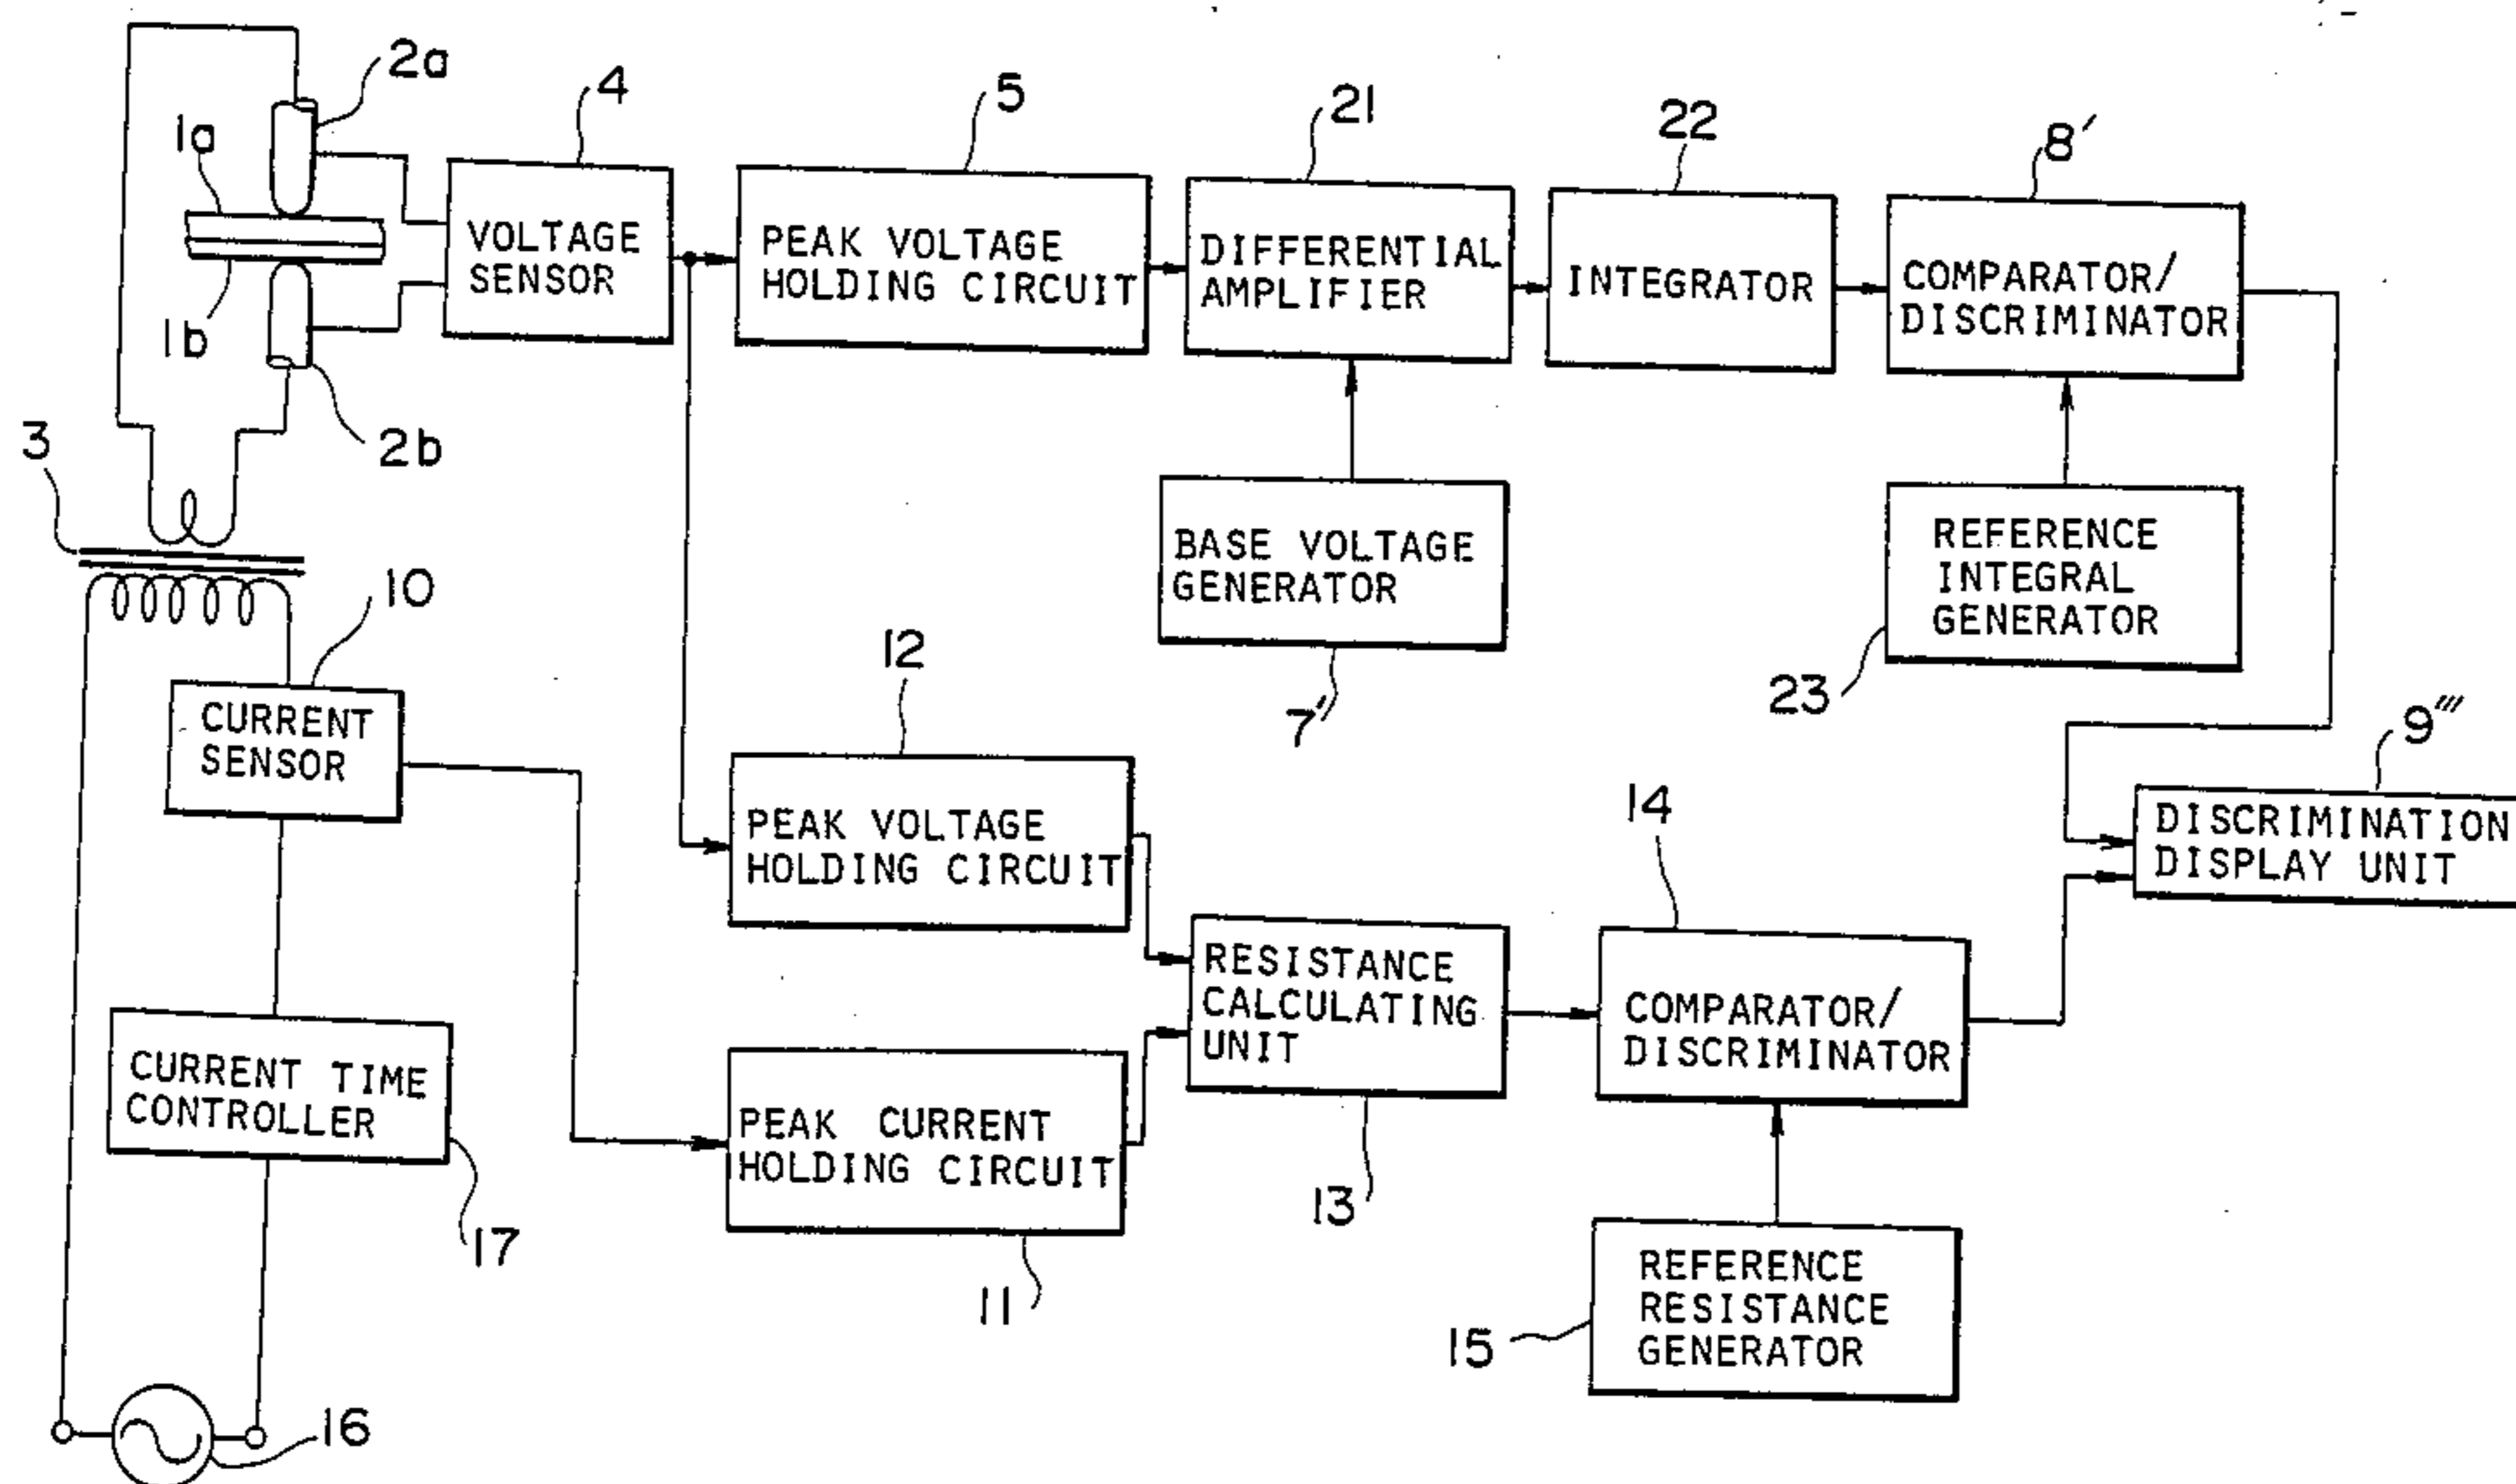 2a
4
5
21
22
8'
1a
VOLTAGE
SENSOR
PEAK VOLTAGE
HOLDING CIRCUIT
DIFFERENTIAL
AMPLIFIER
INTEGRATOR
COMPARATOR/
DISCRIMINATOR
1b
2b
3
BASE VOLTAGE
GENERATOR
REFERENCE
INTEGRAL
GENERATOR
10
12
7"
23
9'''
CURRENT
SENSOR
PEAK VOLTAGE
HOLDING CIRCUIT
14
DISCRIMINATION
DISPLAY UNIT
RESISTANCE
CALCULATING
UNIT
COMPARATOR/
DISCRIMINATOR
CURRENT TIME
CONTROLLER
PEAK CURRENT
HOLDING CIRCUIT
13
17
11
REFERENCE
RESISTANCE
GENERATOR
15
16